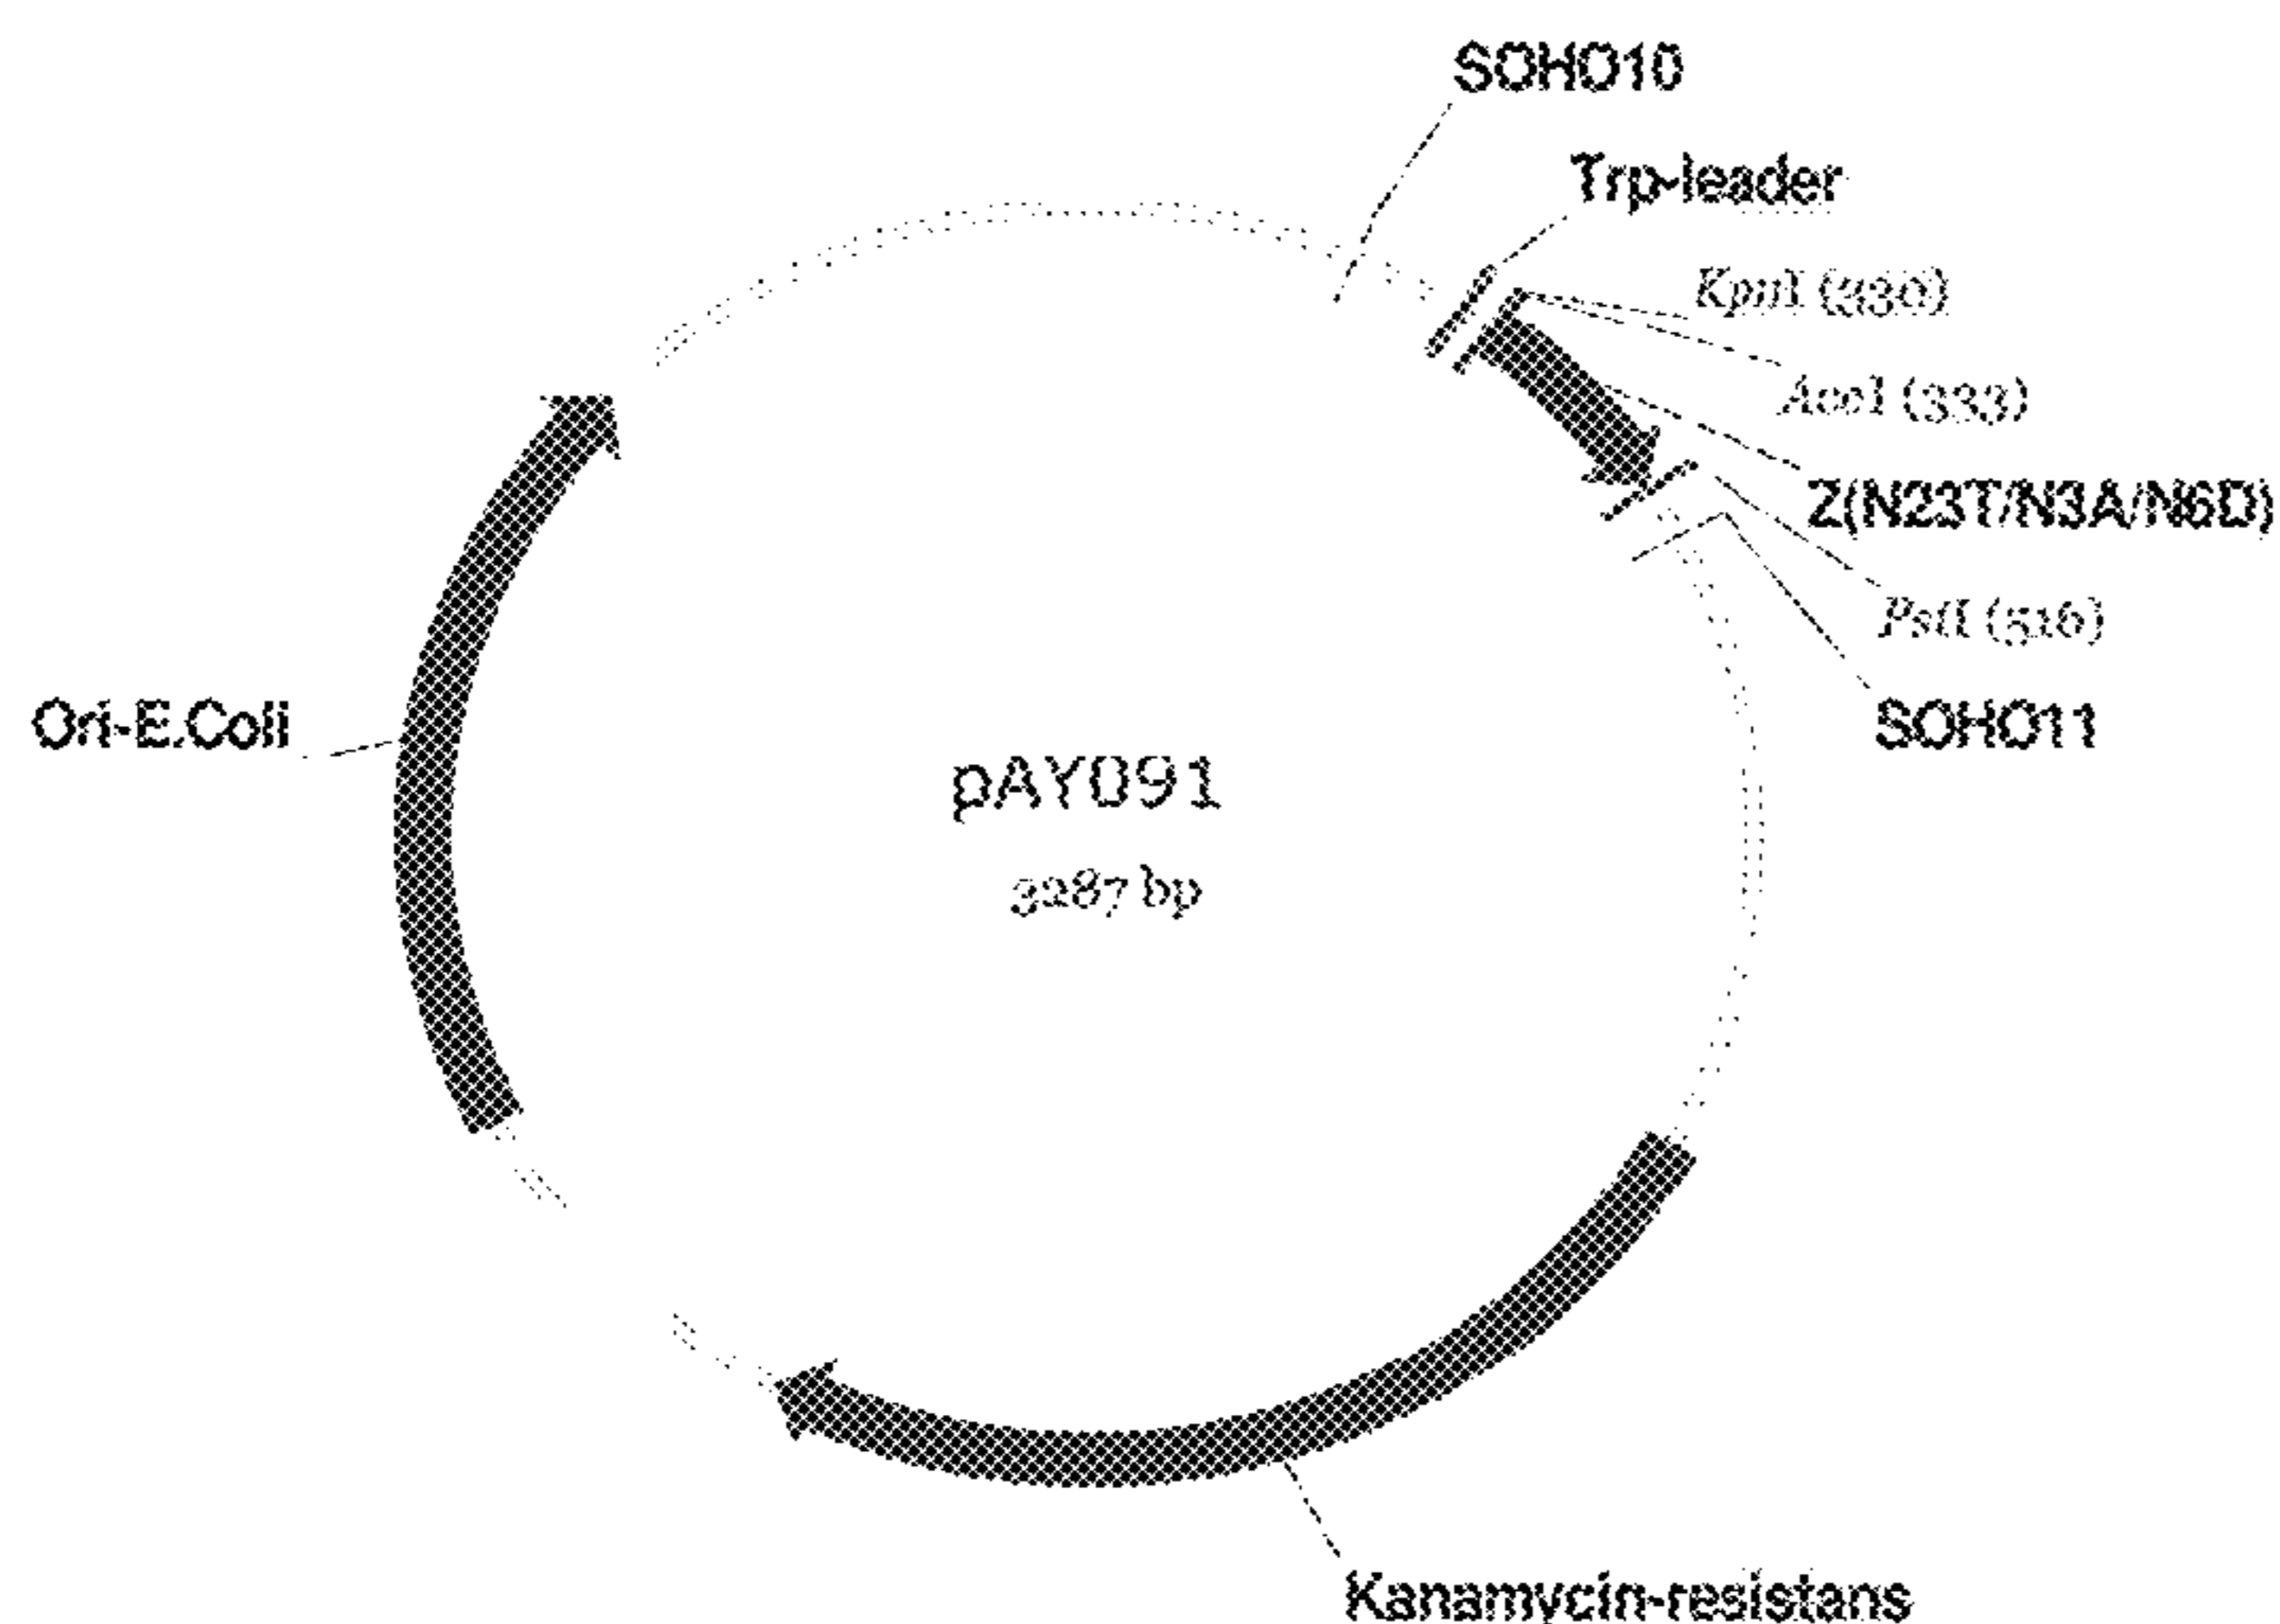 SOHO10
Trp-leader
KpnI (330)
AccI (333)
Z(N23T/N3A/N6D)
PstI (516)
SOHO11
Ori-E.Coli
pAY091
3287 bp
Kanamycin-resistans